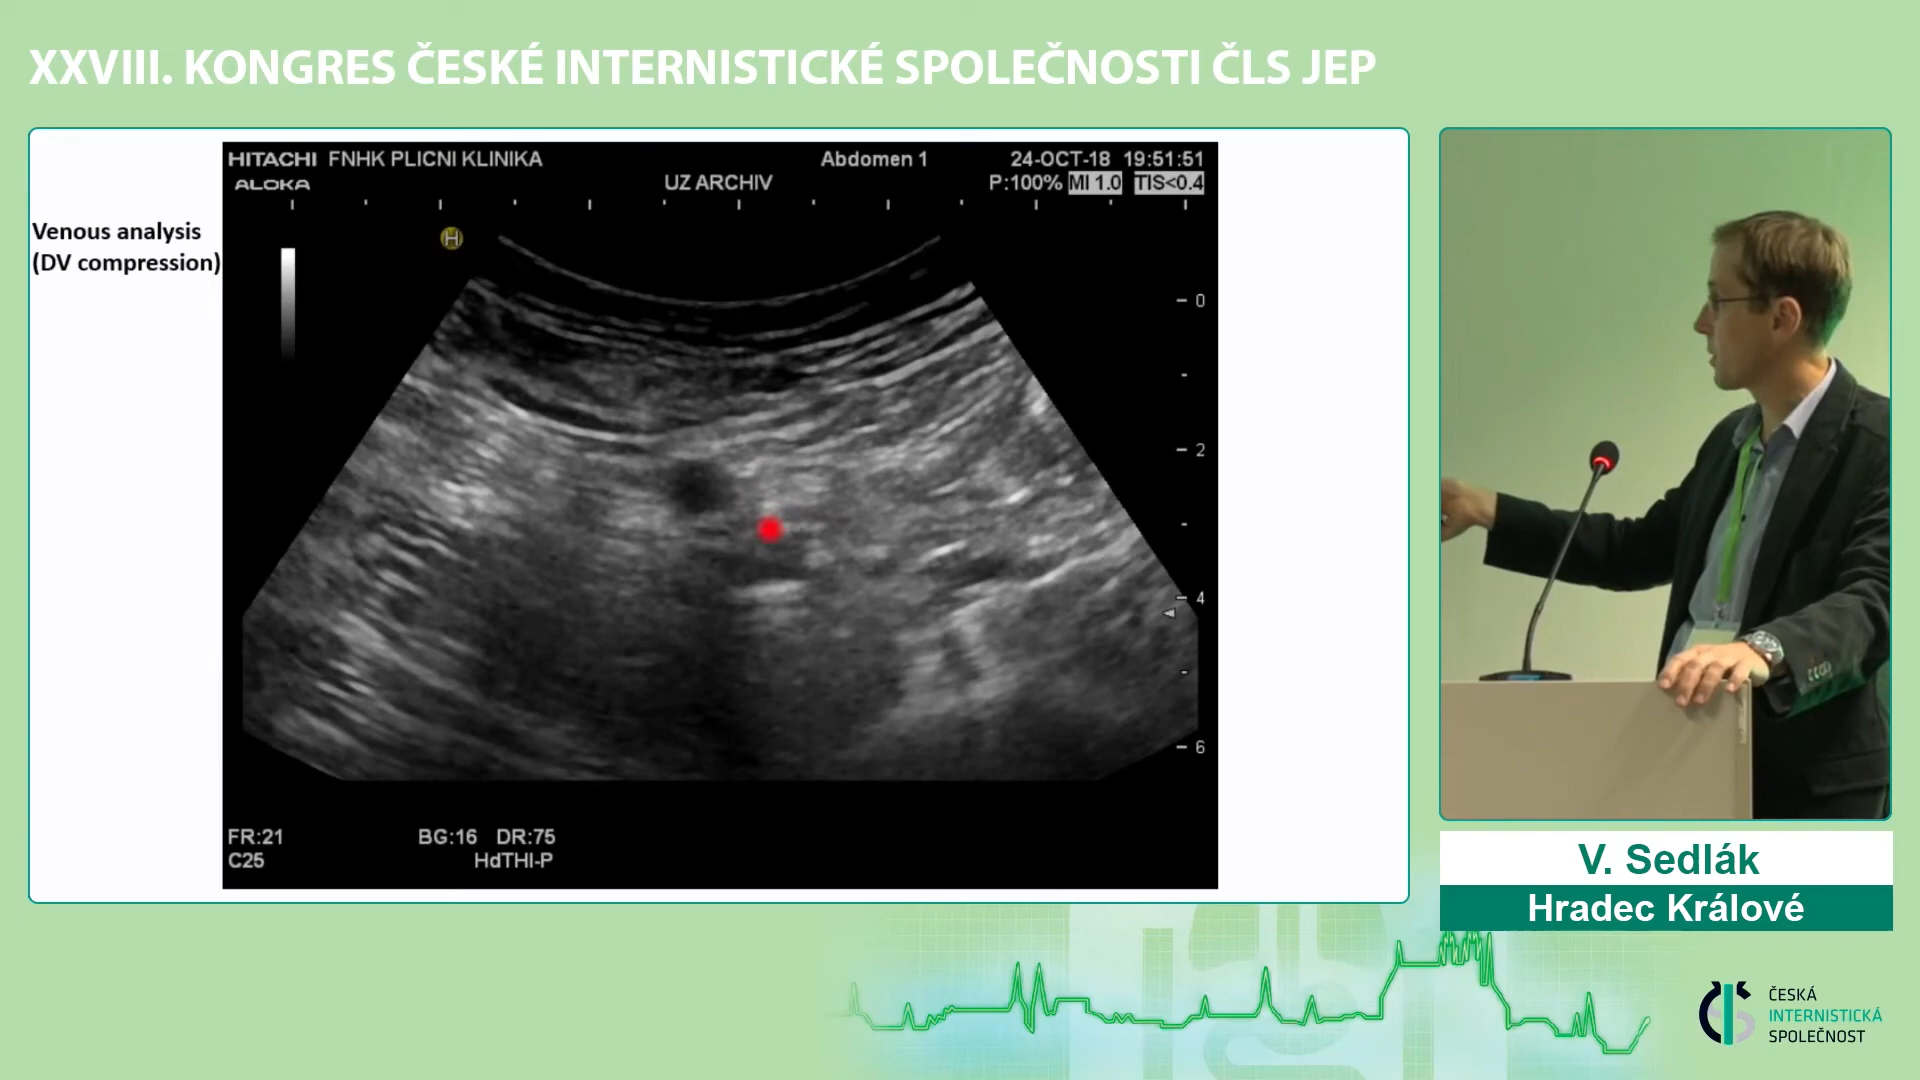 XXVIII. KONGRES ČESKÉ INTERNISTICKÉ SPOLEČNOSTI ČLS JEP
Venous analysis
(DV compression)
HITACHI FNHK PLICNI KLINIKA Abdomen 1 24-OCT-18 19:51:51
ALOKA UZ ARCHIV P:100% MI 1.0 TIS<0.4
H
0
2
4
6
FR:21 BG:16 DR:75
C25 HdTHI-P
V. Sedlák
Hradec Králové
ČESKÁ
INTERNISTICKÁ
SPOLEČNOST